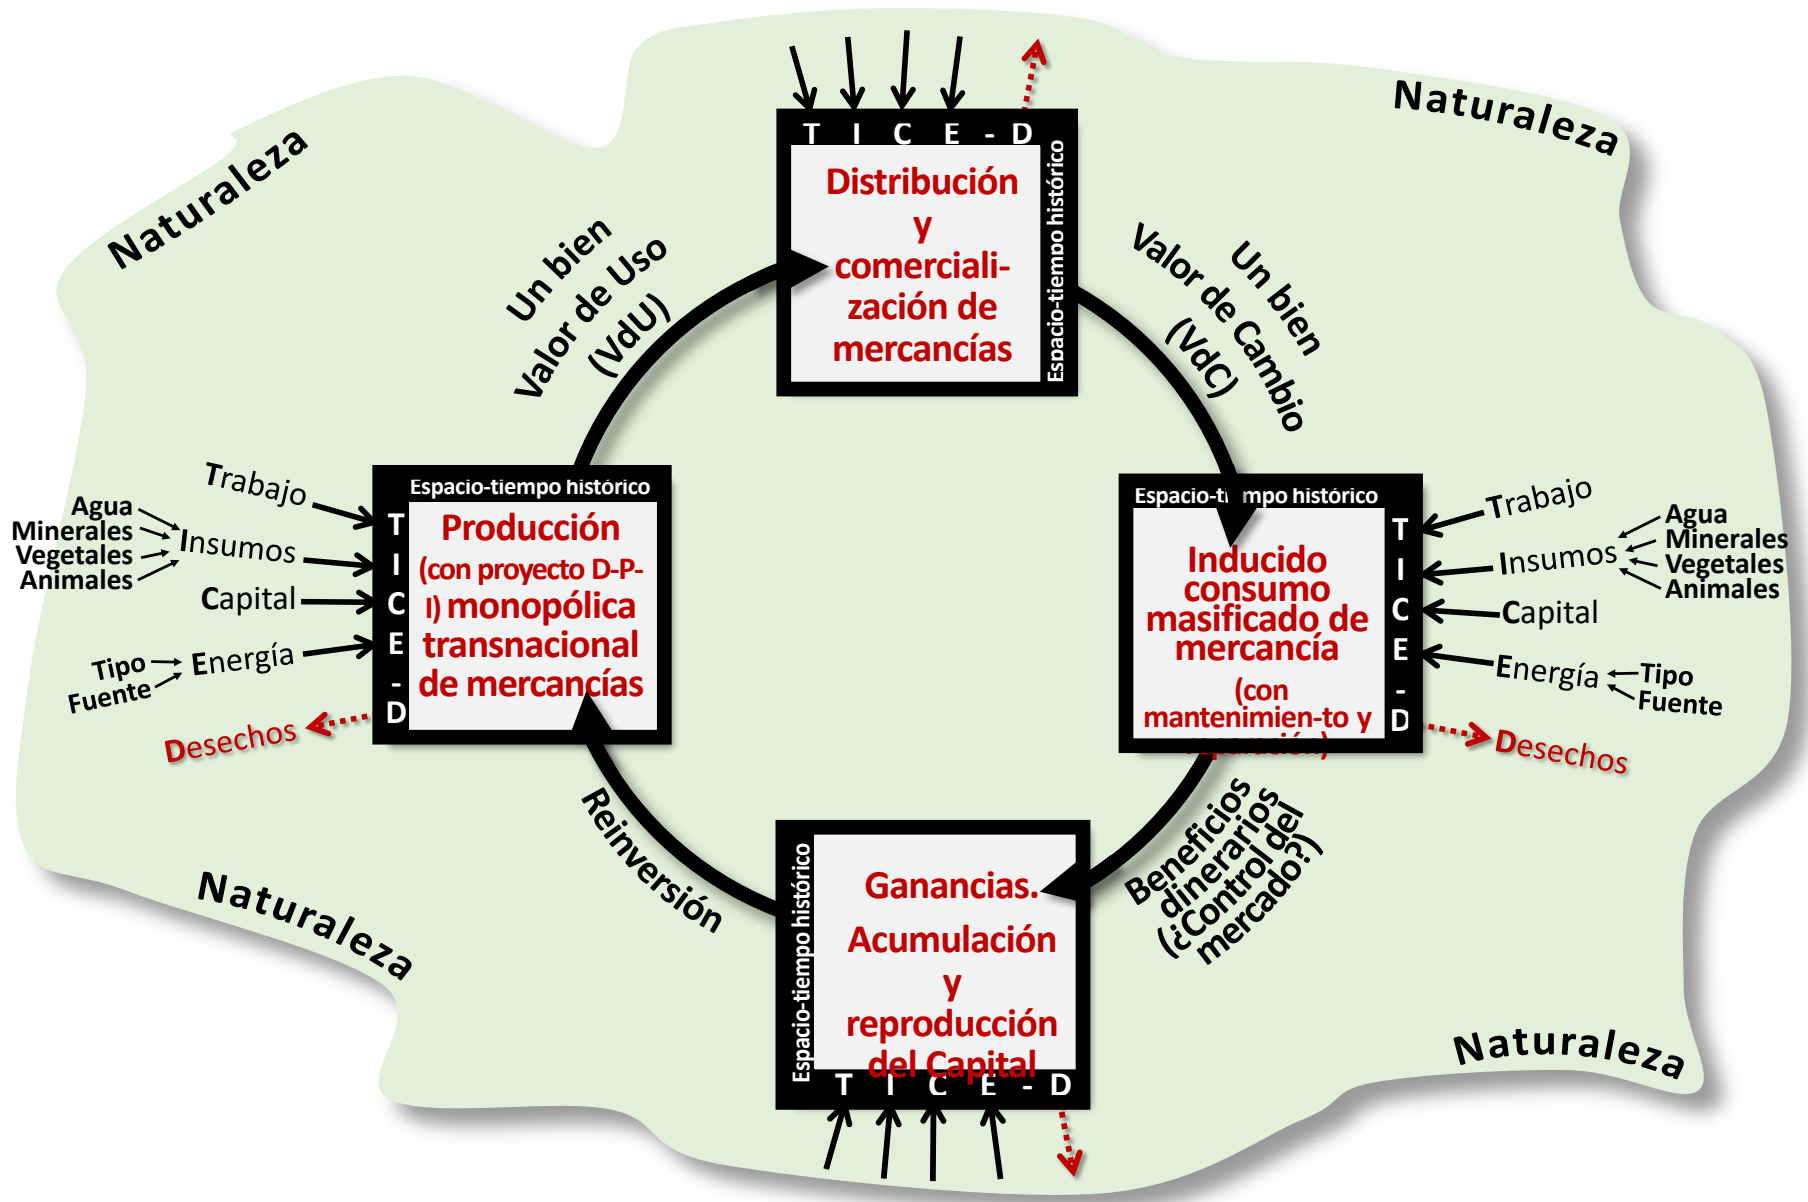 Naturaleza
Naturaleza
T I C E - D
Distribución
y
comerciali-
zación de
mercancías
Espacio-tiempo histórico
Un bien
Valor de Uso
(VdU)
Un bien
Valor de Cambio
(VdC)
Trabajo
Agua
Minerales
Vegetales
Animales
Insumos
Capital
Tipo
Fuente
Energía
Desechos
T
I
C
E
-
D
Espacio-tiempo histórico
Producción
(con proyecto D-P-
I) monopólica
transnacional
de mercancías
Espacio-tiempo histórico
Inducido
consumo
masificado de
mercancía
(con
mantenimien-to y
reparación)
T
I
C
E
-
D
Trabajo
Insumos
Agua
Minerales
Vegetales
Animales
Capital
Energía
Tipo
Fuente
Desechos
Reinversión
Beneficios
dinerarios
(¿Control del
mercado?)
Espacio-tiempo histórico
Ganancias.
Acumulación
y
reproducción
del Capital
T I C E - D
Naturaleza
Naturaleza